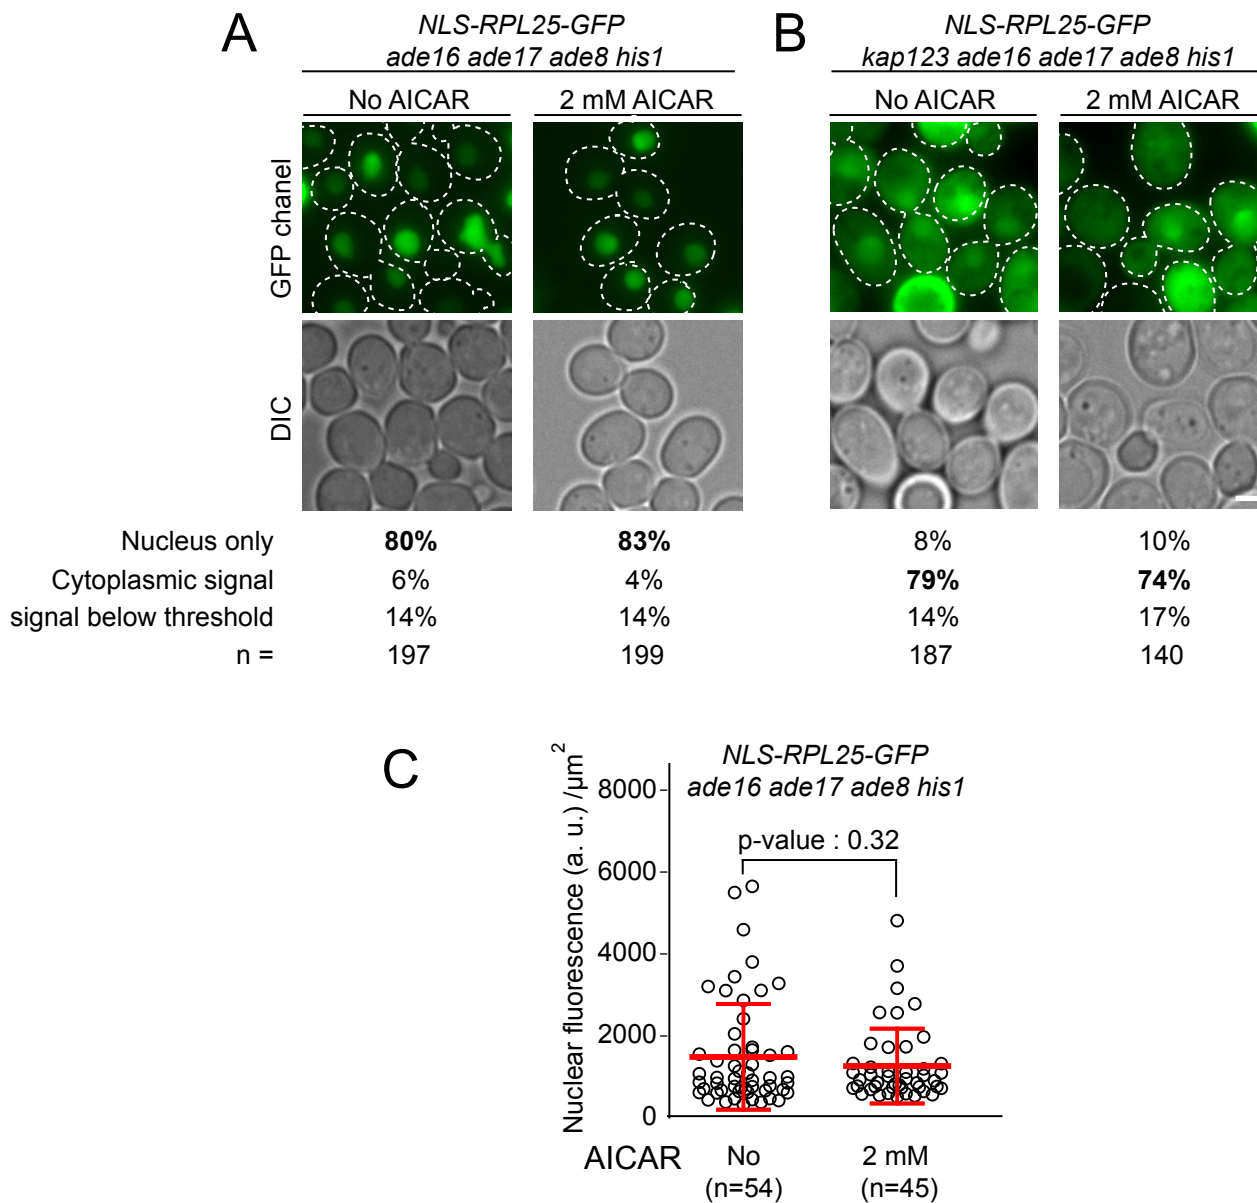 A
NLS-RPL25-GFP
ade16 ade17 ade8 his1
No AICAR
2 mM AICAR
B
NLS-RPL25-GFP
kap123 ade16 ade17 ade8 his1
No AICAR
2 mM AICAR
GFP chanel
DIC
Nucleus only 80% 83% 8% 10%
Cytoplasmic signal 6% 4% 79% 74%
signal below threshold 14% 14% 14% 17%
n = 197 199 187 140
C
NLS-RPL25-GFP
ade16 ade17 ade8 his1
p-value : 0.32
Nuclear fluorescence (a. u.) /µm²
8000
6000
4000
2000
0
AICAR No 2 mM
(n=54) (n=45)